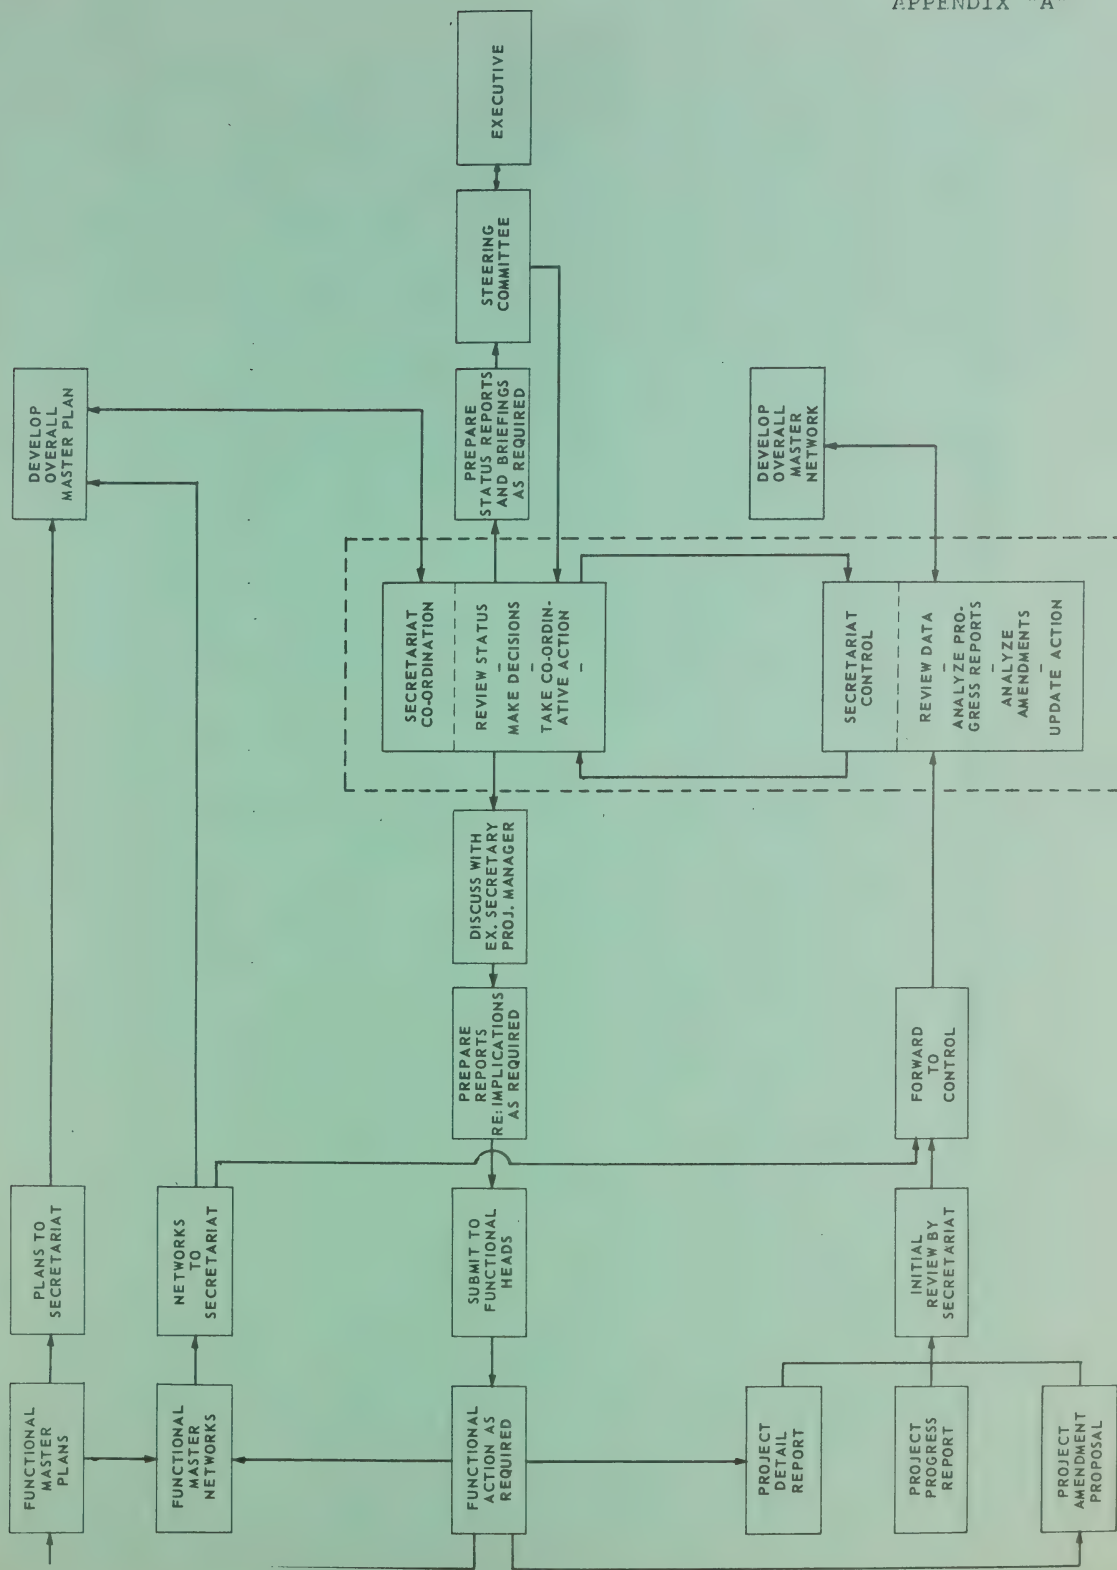 APPENDIX "A"
FUNCTIONAL
MASTER
PLANS
PLANS TO
SECRETARIAT
DEVELOP
OVERALL
MASTER PLAN
FUNCTIONAL
MASTER
NETWORKS
NETWORKS
TO
SECRETARIAT
FUNCTIONAL
ACTION AS
REQUIRED
SUBMIT TO
FUNCTIONAL
HEADS
PREPARE
REPORTS
RE: IMPLICATIONS
AS REQUIRED
DISCUSS WITH
EX. SECRETARY
PROJ. MANAGER
SECRETARIAT
CO-ORDINATION
REVIEW STATUS
–
MAKE DECISIONS
–
TAKE CO-ORDIN-
ATIVE ACTION
–
PREPARE
STATUS REPORTS
AND BRIEFINGS
AS REQUIRED
STEERING
COMMITTEE
EXECUTIVE
PROJECT
DETAIL
REPORT
PROJECT
PROGRESS
REPORT
PROJECT
AMENDMENT
PROPOSAL
INITIAL
REVIEW BY
SECRETARIAT
FORWARD
TO
CONTROL
SECRETARIAT
CONTROL
REVIEW DATA
–
ANALYZE PRO-
GRESS REPORTS
–
ANALYZE
AMENDMENTS
–
UPDATE ACTION
DEVELOP
OVERALL
MASTER
NETWORK